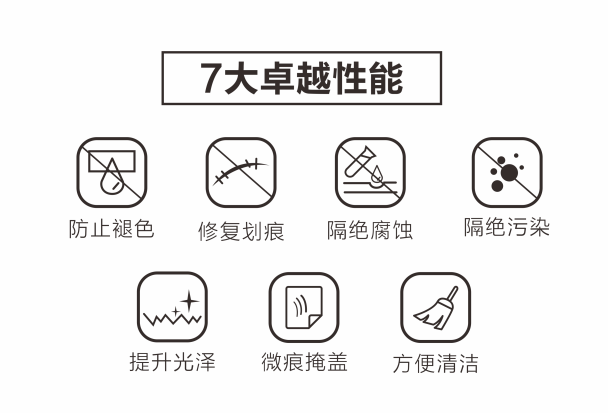 7大卓越性能
防止褪色
修复划痕
隔绝腐蚀
隔绝污染
提升光泽
微痕掩盖
方便清洁